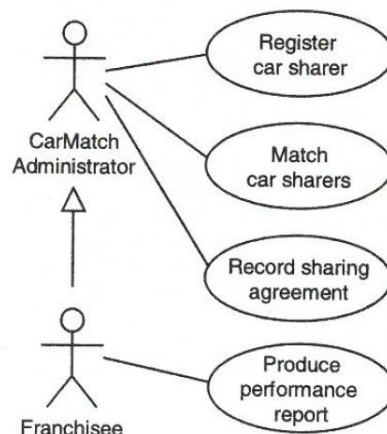 Register
car sharer
CarMatch
Administrator
Match
car sharers
Record sharing
agreement
Franchisee
Produce
performance
report